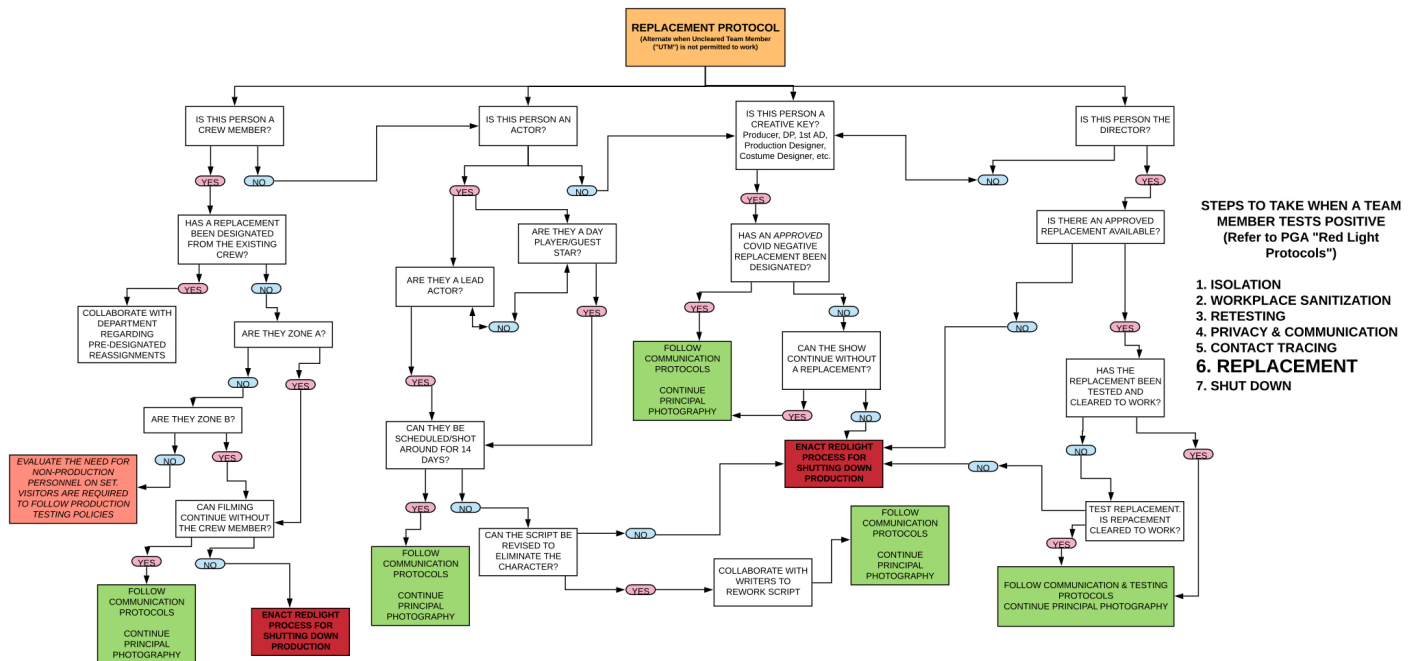 REPLACEMENT PROTOCOL
(Alternate when Uncleared Team Member
("UTM") is not permitted to work)
IS THIS PERSON A
CREW MEMBER?
YES
NO
HAS A REPLACEMENT
BEEN DESIGNATED
FROM THE EXISTING
CREW?
YES
NO
COLLABORATE WITH
DEPARTMENT
REGARDING
PRE-DESIGNATED
REASSIGNMENTS
ARE THEY ZONE A?
NO
YES
ARE THEY ZONE B?
NO
YES
EVALUATE THE NEED FOR
NON-PRODUCTION
PERSONNEL ON SET.
VISITORS ARE REQUIRED
TO FOLLOW PRODUCTION
TESTING POLICIES
CAN FILMING
CONTINUE WITHOUT
THE CREW MEMBER?
YES
NO
FOLLOW
COMMUNICATION
PROTOCOLS
CONTINUE
PRINCIPAL
PHOTOGRAPHY
ENACT REDLIGHT
PROCESS FOR
SHUTTING DOWN
PRODUCTION
IS THIS PERSON AN
ACTOR?
YES
NO
ARE THEY A DAY
PLAYER/GUEST
STAR?
ARE THEY A LEAD
ACTOR?
NO
YES
YES
CAN THEY BE
SCHEDULED/SHOT
AROUND FOR 14
DAYS?
YES
NO
FOLLOW
COMMUNICATION
PROTOCOLS
CONTINUE
PRINCIPAL
PHOTOGRAPHY
CAN THE SCRIPT BE
REVISED TO
ELIMINATE THE
CHARACTER?
NO
YES
COLLABORATE WITH
WRITERS TO
REWORK SCRIPT
FOLLOW
COMMUNICATION
PROTOCOLS
CONTINUE
PRINCIPAL
PHOTOGRAPHY
IS THIS PERSON A
CREATIVE KEY?
Producer, DP, 1st AD,
Production Designer,
Costume Designer, etc.
YES
HAS AN APPROVED
COVID NEGATIVE
REPLACEMENT BEEN
DESIGNATED?
YES
NO
FOLLOW
COMMUNICATION
PROTOCOLS
CONTINUE
PRINCIPAL
PHOTOGRAPHY
CAN THE SHOW
CONTINUE WITHOUT
A REPLACEMENT?
YES
NO
ENACT REDLIGHT
PROCESS FOR
SHUTTING DOWN
PRODUCTION
IS THIS PERSON THE
DIRECTOR?
NO
YES
IS THERE AN APPROVED
REPLACEMENT AVAILABLE?
NO
YES
HAS THE
REPLACEMENT BEEN
TESTED AND
CLEARED TO WORK?
NO
YES
NO
TEST REPLACEMENT.
IS REPACEMENT
CLEARED TO WORK?
YES
FOLLOW COMMUNICATION & TESTING
PROTOCOLS
CONTINUE PRINCIPAL PHOTOGRAPHY
STEPS TO TAKE WHEN A TEAM
MEMBER TESTS POSITIVE
(Refer to PGA "Red Light
Protocols")
1. ISOLATION
2. WORKPLACE SANITIZATION
3. RETESTING
4. PRIVACY & COMMUNICATION
5. CONTACT TRACING
6. REPLACEMENT
7. SHUT DOWN